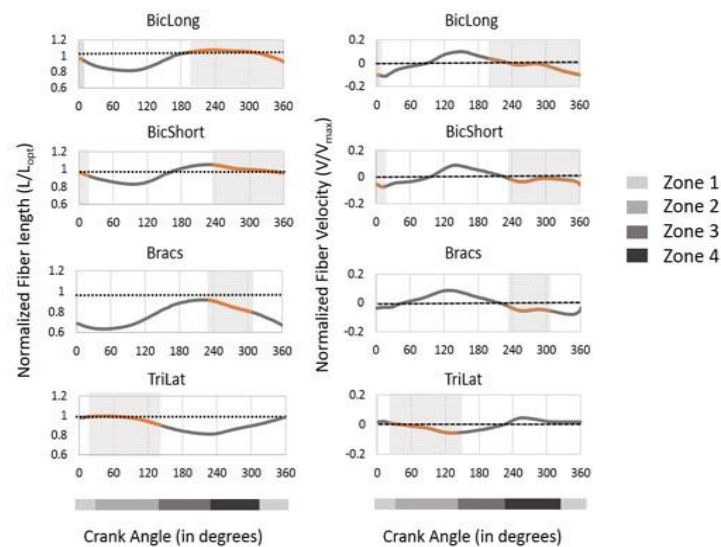 BicLong
1.2
1
0.8
0.6
0 60 120 180 240 300 360
BicShort
1.2
1
0.8
0.6
0 60 120 180 240 300 360
Bracs
1.2
1
0.8
0.6
0 60 120 180 240 300 360
TriLat
1.2
1
0.8
0.6
0 60 120 180 240 300 360
Normalized Fiber length (L/Lopt)
Crank Angle (in degrees)
BicLong
0.2
0
-0.2
0 60 120 180 240 300 360
BicShort
0.2
0
-0.2
0 60 120 180 240 300 360
Bracs
0.2
0
-0.2
0 60 120 180 240 300 360
TriLat
0.2
0
-0.2
0 60 120 180 240 300 360
Normalized Fiber Velocity (V/Vmax)
Crank Angle (in degrees)
Zone 1
Zone 2
Zone 3
Zone 4